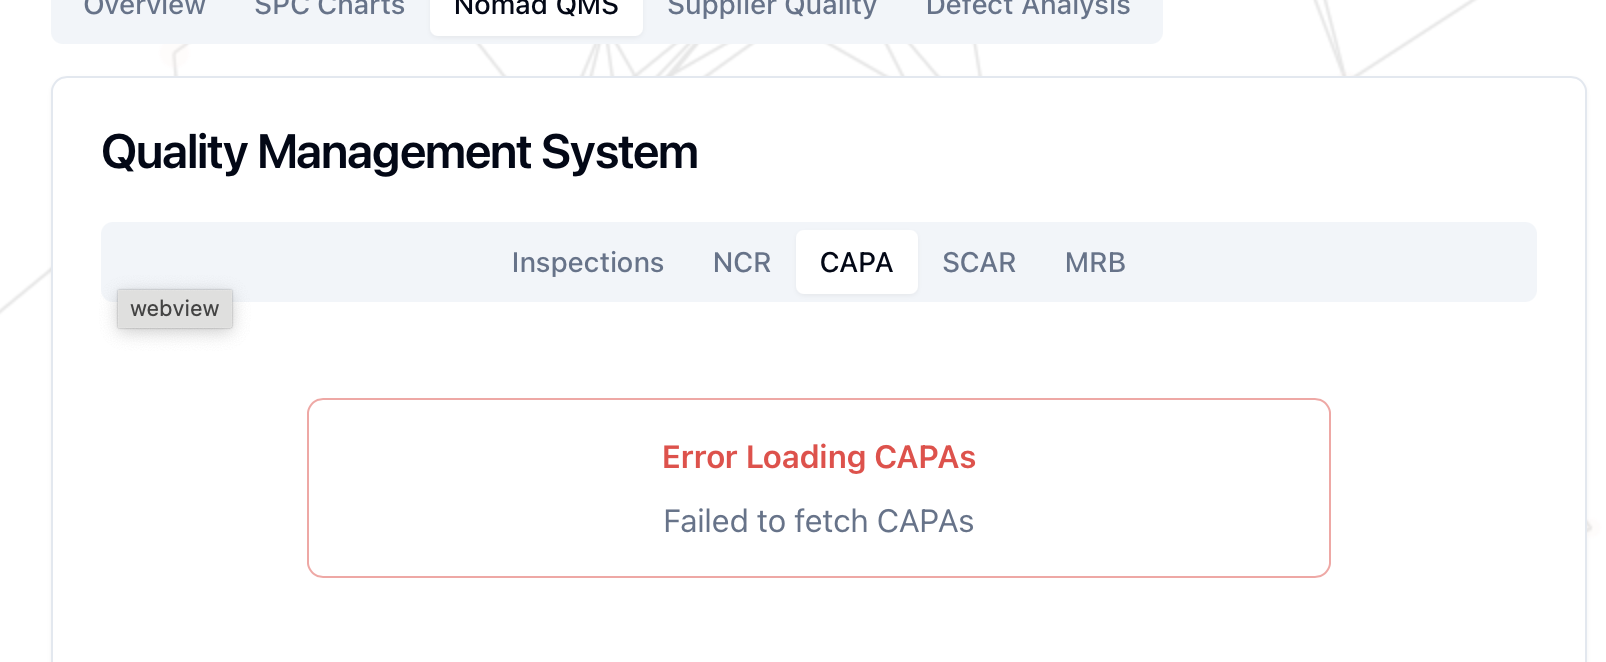 Overview SPC Charts Nomad QMS Supplier Quality Defect Analysis
Quality Management System
Inspections NCR CAPA SCAR MRB
webview
Error Loading CAPAs
Failed to fetch CAPAs